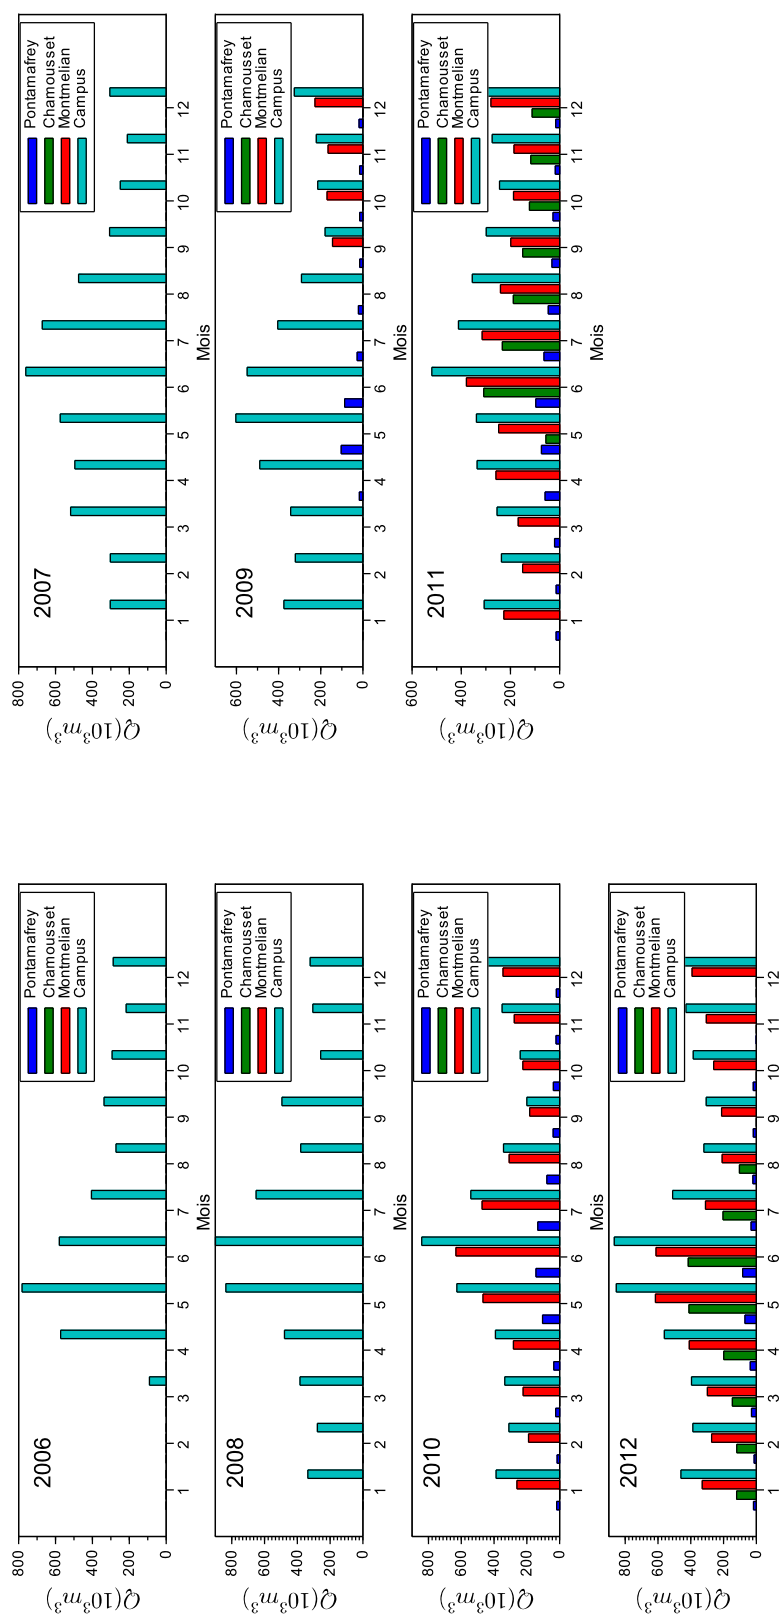 2006
Pontamafrey
Chamousset
Montmelian
Campus
Q(10³m³)
800
600
400
200
0
1 2 3 4 5 6 7 8 9 10 11 12
Mois
2007
Pontamafrey
Chamousset
Montmelian
Campus
Q(10³m³)
800
600
400
200
0
1 2 3 4 5 6 7 8 9 10 11 12
Mois
2008
Pontamafrey
Chamousset
Montmelian
Campus
Q(10³m³)
800
600
400
200
0
1 2 3 4 5 6 7 8 9 10 11 12
Mois
2009
Pontamafrey
Chamousset
Montmelian
Campus
Q(10³m³)
600
400
200
0
1 2 3 4 5 6 7 8 9 10 11 12
Mois
2010
Pontamafrey
Chamousset
Montmelian
Campus
Q(10³m³)
800
600
400
200
0
1 2 3 4 5 6 7 8 9 10 11 12
Mois
2011
Pontamafrey
Chamousset
Montmelian
Campus
Q(10³m³)
600
400
200
0
1 2 3 4 5 6 7 8 9 10 11 12
Mois
2012
Pontamafrey
Chamousset
Montmelian
Campus
Q(10³m³)
800
600
400
200
0
1 2 3 4 5 6 7 8 9 10 11 12